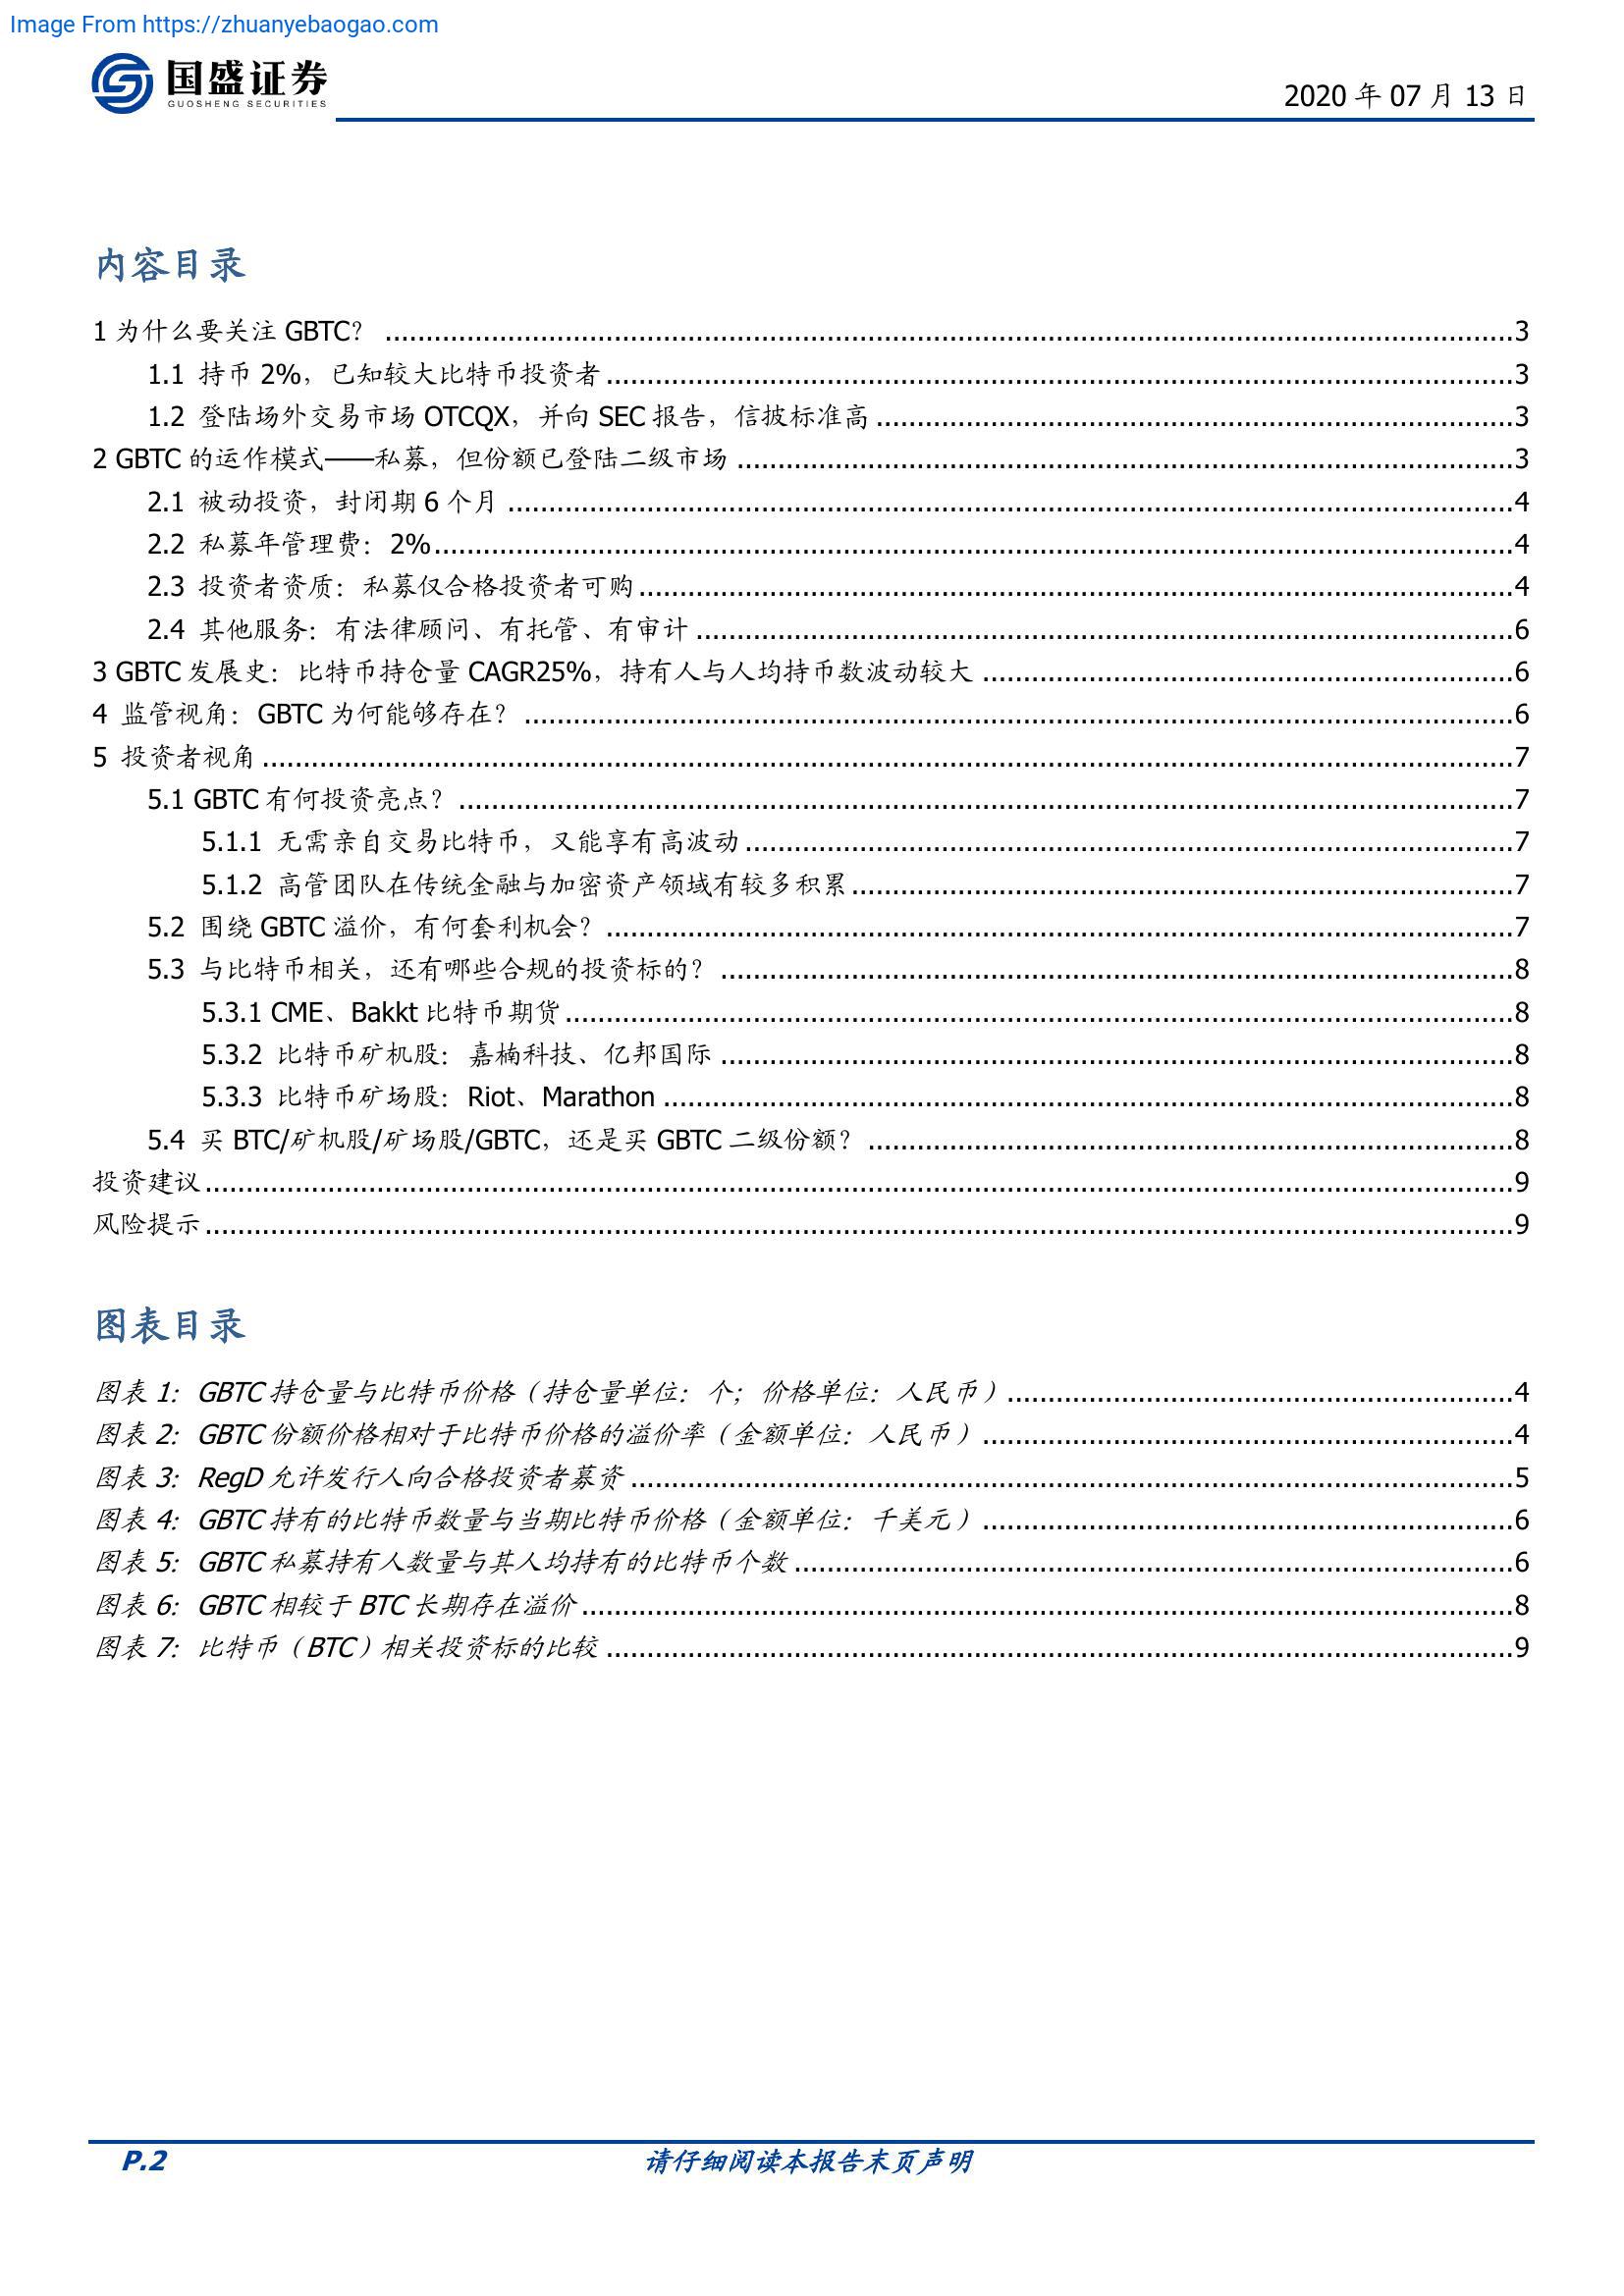 Image From https://zhuanyebaogao.com
国盛证券
GUOSHENG SECURITIES
2020 年 07 月 13 日
内容目录
1 为什么要关注 GBTC？ ................................................3
1.1 持币 2%，已知较大比特币投资者 ................................................3
1.2 登陆场外交易市场 OTCQX，并向 SEC 报告，信披标准高 ................................................3
2 GBTC 的运作模式——私募，但份额已登陆二级市场 ................................................3
2.1 被动投资，封闭期 6 个月 ................................................4
2.2 私募年管理费：2% ................................................4
2.3 投资者资质：私募仅合格投资者可购 ................................................4
2.4 其他服务：有法律顾问、有托管、有审计 ................................................6
3 GBTC 发展史：比特币持仓量 CAGR25%，持有人与人均持币数波动较大 ................................................6
4 监管视角：GBTC 为何能够存在？ ................................................6
5 投资者视角 ................................................7
5.1 GBTC 有何投资亮点？ ................................................7
5.1.1 无需亲自交易比特币，又能享有高波动 ................................................7
5.1.2 高管团队在传统金融与加密资产领域有较多积累 ................................................7
5.2 围绕 GBTC 溢价，有何套利机会？ ................................................7
5.3 与比特币相关，还有哪些合规的投资标的？ ................................................8
5.3.1 CME、Bakkt 比特币期货 ................................................8
5.3.2 比特币矿机股：嘉楠科技、亿邦国际 ................................................8
5.3.3 比特币矿场股：Riot、Marathon ................................................8
5.4 买 BTC/矿机股/矿场股/GBTC，还是买 GBTC 二级份额？ ................................................8
投资建议 ................................................9
风险提示 ................................................9
图表目录
图表 1：GBTC 持仓量与比特币价格（持仓量单位：个；价格单位：人民币） ................................................4
图表 2：GBTC 份额价格相对于比特币价格的溢价率（金额单位：人民币） ................................................4
图表 3：RegD 允许发行人向合格投资者募资 ................................................5
图表 4：GBTC 持有的比特币数量与当期比特币价格（金额单位：千美元） ................................................6
图表 5：GBTC 私募持有人数量与其人均持有的比特币个数 ................................................6
图表 6：GBTC 相较于 BTC 长期存在溢价 ................................................8
图表 7：比特币（BTC）相关投资标的比较 ................................................9
P.2
请仔细阅读本报告末页声明